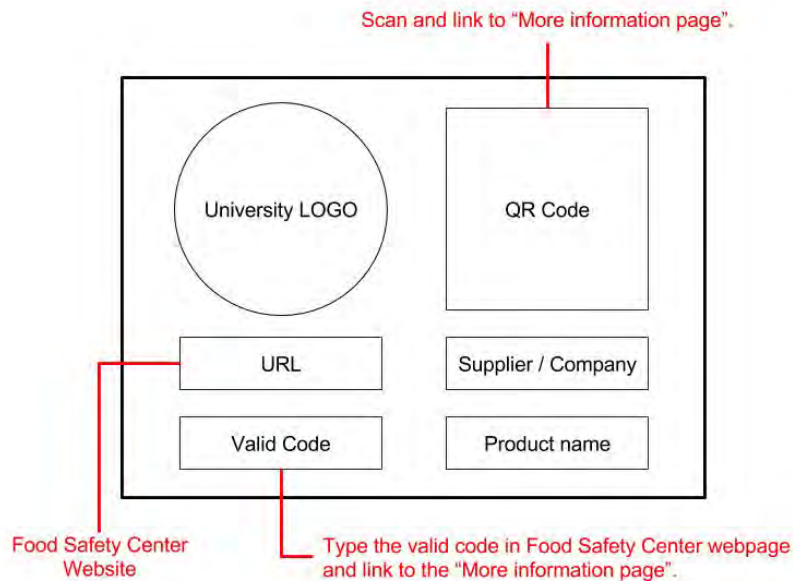 Scan and link to “More information page”.
University LOGO
QR Code
URL
Supplier / Company
Valid Code
Product name
Food Safety Center
Website
Type the valid code in Food Safety Center webpage
and link to the “More information page”.